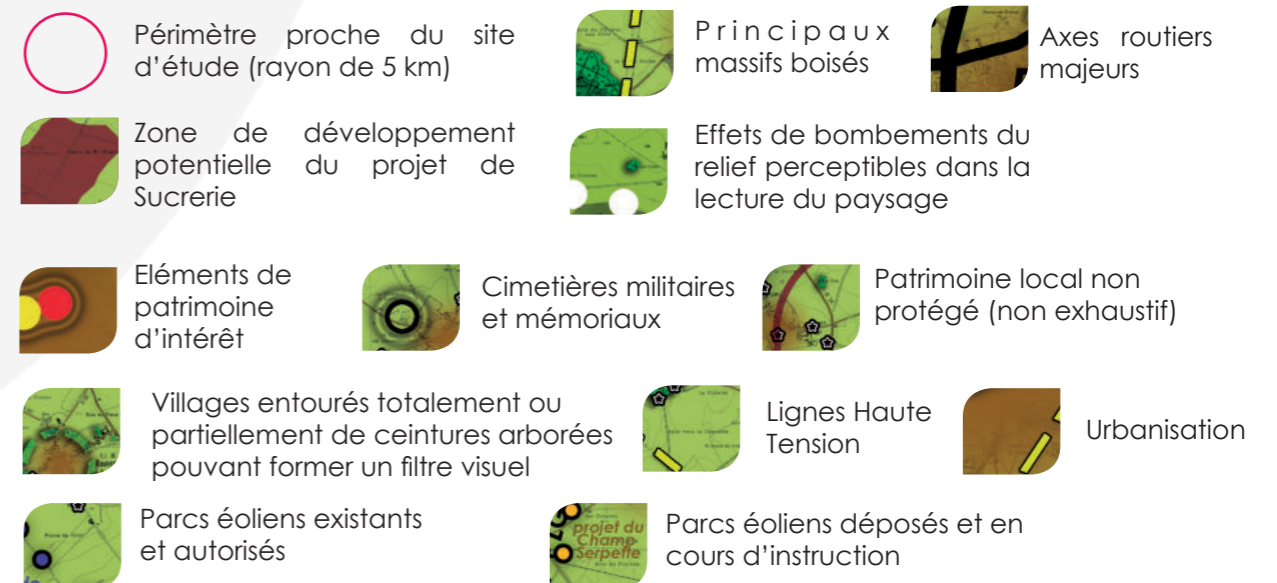 Périmètre proche du site
d'étude (rayon de 5 km)
Principaux
massifs boisés
Axes routiers
majeurs
Zone de développement
potentielle du projet de
Sucrerie
Effets de bombements du
relief perceptibles dans la
lecture du paysage
Eléments de
patrimoine
d'intérêt
Cimetières militaires
et mémoriaux
Patrimoine local non
protégé (non exhaustif)
Villages entourés totalement ou
partiellement de ceintures arborées
pouvant former un filtre visuel
Lignes Haute
Tension
Urbanisation
Parcs éoliens existants
et autorisés
projet du
Champ
Serpette
Parcs éoliens déposés et en
cours d'instruction